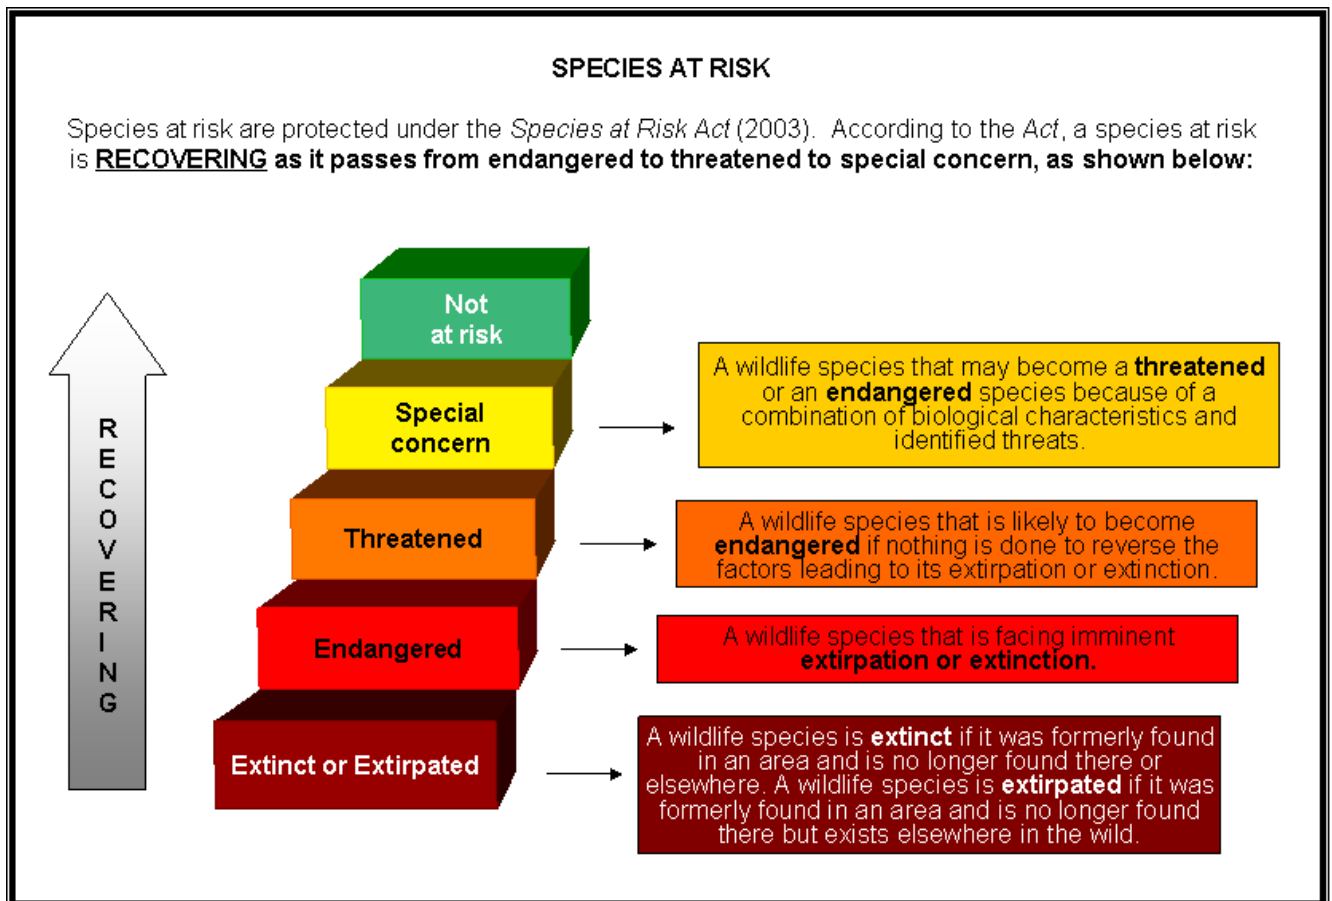 SPECIES AT RISK
Species at risk are protected under the Species at Risk Act (2003). According to the Act, a species at risk
is RECOVERING as it passes from endangered to threatened to special concern, as shown below:
RECOVERING
Not
at risk
Special
concern
A wildlife species that may become a threatened
or an endangered species because of a
combination of biological characteristics and
identified threats.
Threatened
A wildlife species that is likely to become
endangered if nothing is done to reverse the
factors leading to its extirpation or extinction.
Endangered
A wildlife species that is facing imminent
extirpation or extinction.
Extinct or Extirpated
A wildlife species is extinct if it was formerly found
in an area and is no longer found there or
elsewhere. A wildlife species is extirpated if it was
formerly found in an area and is no longer found
there but exists elsewhere in the wild.